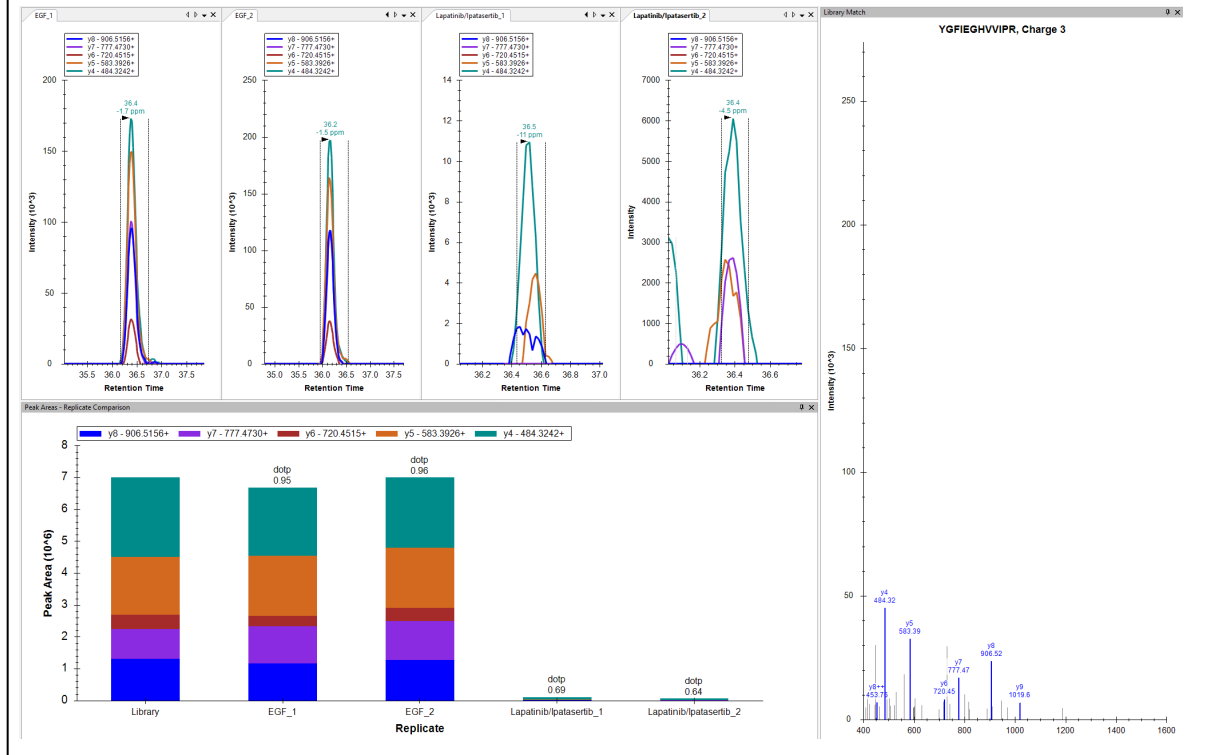 EGF_1
y8 - 906.5156+
y7 - 777.4730+
y6 - 720.4515+
y5 - 583.3926+
y4 - 484.3242+
200
150
100
50
0
36.4
-1.7 ppm
35.5 36.0 36.5 37.0 37.5
Intensity (10^3)
Retention Time
EGF_2
y8 - 906.5156+
y7 - 777.4730+
y6 - 720.4515+
y5 - 583.3926+
y4 - 484.3242+
250
200
150
100
50
0
36.2
-1.5 ppm
35.0 35.5 36.0 36.5 37.0 37.5
Intensity (10^3)
Retention Time
Lapatinib/Ipatasertib_1
y8 - 906.5156+
y7 - 777.4730+
y6 - 720.4515+
y5 - 583.3926+
y4 - 484.3242+
14
12
10
8
6
4
2
0
36.5
-11 ppm
36.2 36.4 36.6 36.8 37.0
Intensity (10^3)
Retention Time
Lapatinib/Ipatasertib_2
y8 - 906.5156+
y7 - 777.4730+
y6 - 720.4515+
y5 - 583.3926+
y4 - 484.3242+
7000
6000
5000
4000
3000
2000
1000
0
36.4
-4.5 ppm
36.2 36.4 36.6
Intensity
Retention Time
Peak Areas - Replicate Comparison
y8 - 906.5156+ y7 - 777.4730+ y6 - 720.4515+ y5 - 583.3926+ y4 - 484.3242+
8
7
6
5
4
3
2
1
0
Peak Area (10^6)
dotp
0.95
dotp
0.96
dotp
0.69
dotp
0.64
Library EGF_1 EGF_2 Lapatinib/Ipatasertib_1 Lapatinib/Ipatasertib_2
Replicate
Library Match
YGFIEGHVVIPR, Charge 3
250
200
150
100
50
0
Intensity (10^3)
y4
484.32
y5
583.39
y8
906.52
y7
777.47
y6
720.45
y8++
453.76
y9
1019.6
400 600 800 1000 1200 1400 1600